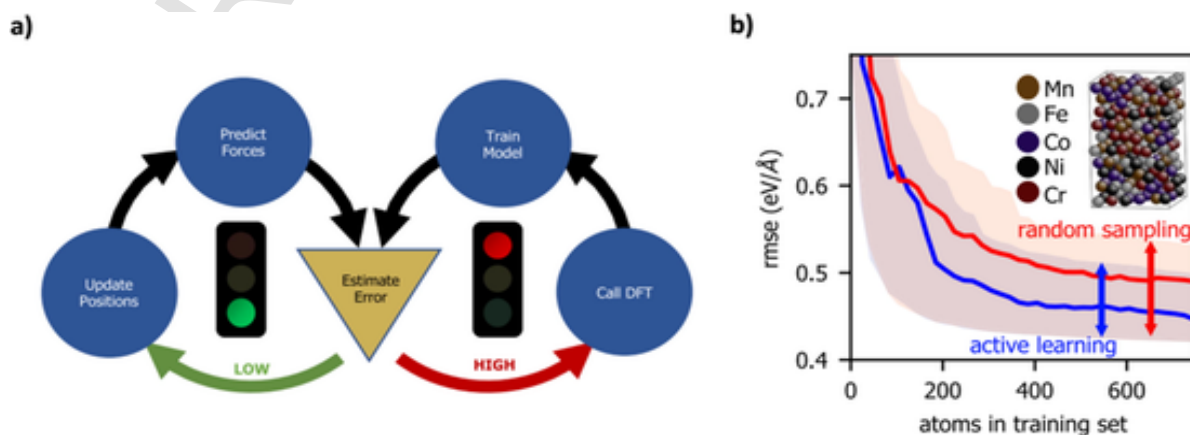 a)
Predict
Forces
Train
Model
Update
Positions
Estimate
Error
Call DFT
LOW
HIGH
b)
rmse (eV/Å)
0.7
0.6
0.5
0.4
Mn
Fe
Co
Ni
Cr
random sampling
active learning
0
200
400
600
atoms in training set